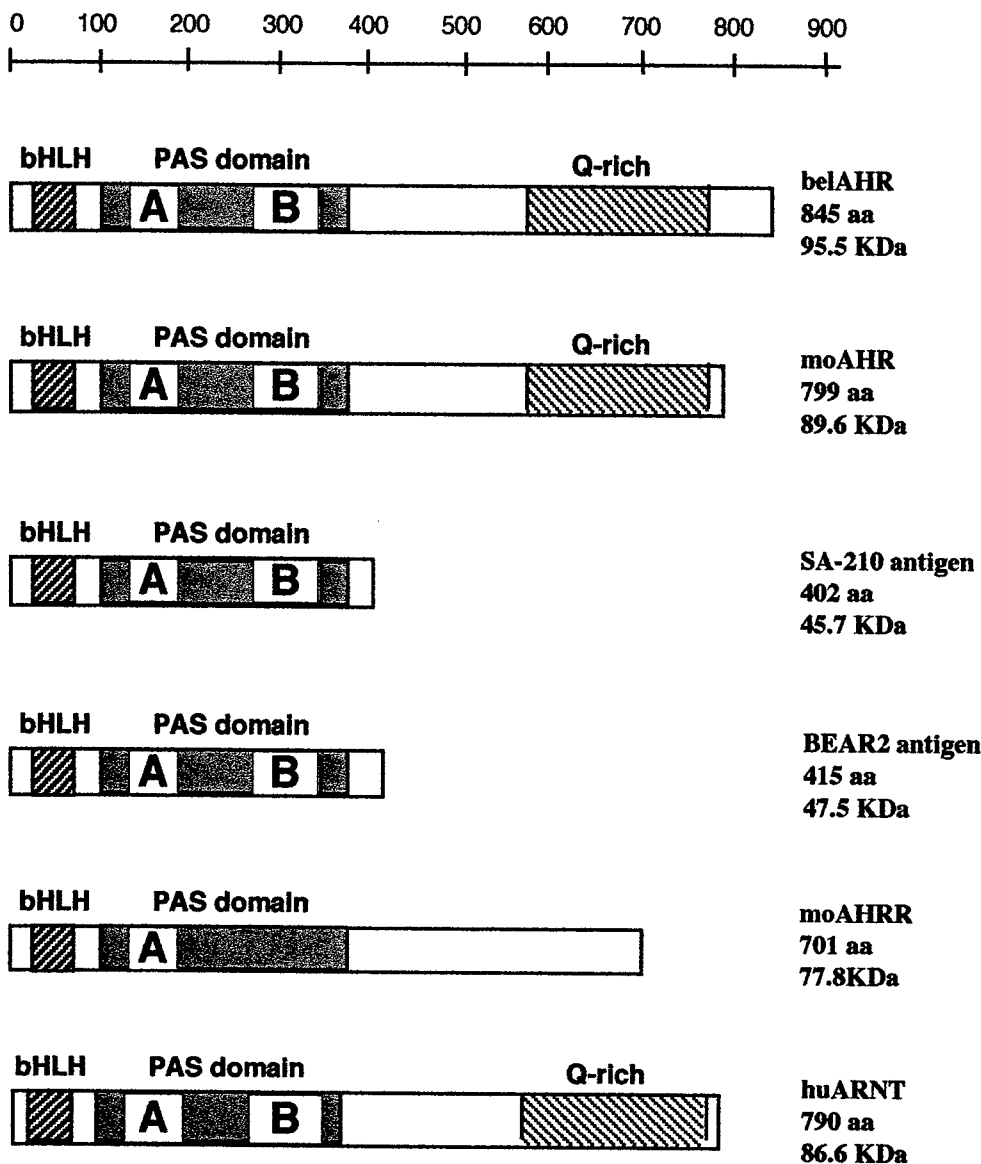 0 100 200 300 400 500 600 700 800 900
bHLH PAS domain Q-rich
A B
belAHR
845 aa
95.5 KDa
bHLH PAS domain Q-rich
A B
moAHR
799 aa
89.6 KDa
bHLH PAS domain
A B
SA-210 antigen
402 aa
45.7 KDa
bHLH PAS domain
A B
BEAR2 antigen
415 aa
47.5 KDa
bHLH PAS domain
A
moAHRR
701 aa
77.8KDa
bHLH PAS domain Q-rich
A B
huARNT
790 aa
86.6 KDa